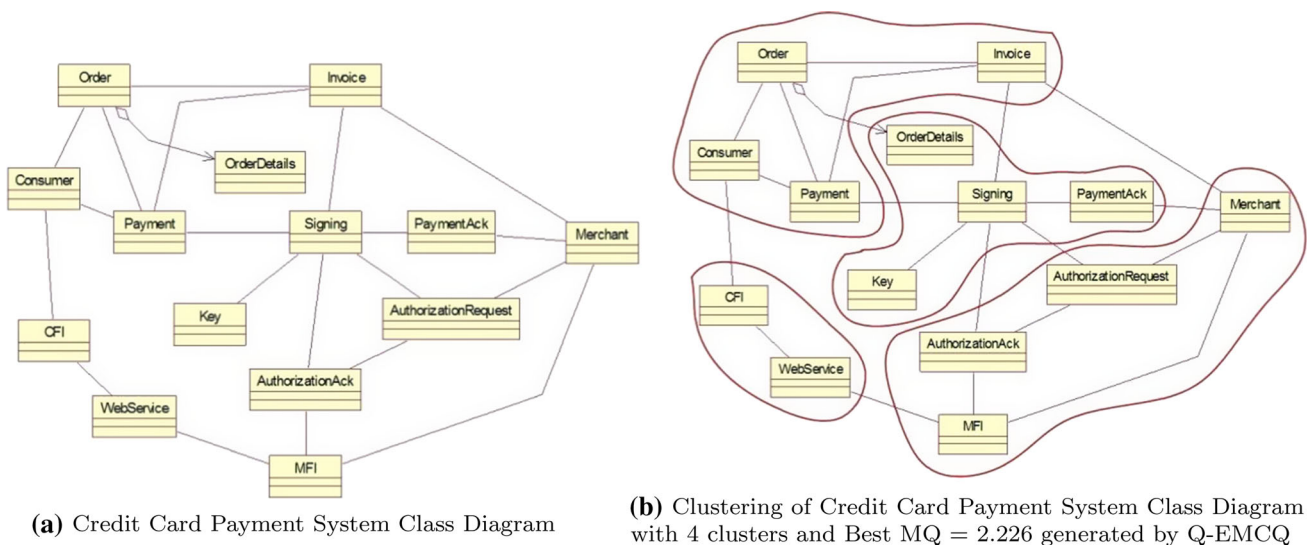 Order
Invoice
OrderDetails
Consumer
Payment
Signing
PaymentAck
Merchant
Key
AuthorizationRequest
CFI
AuthorizationAck
WebService
MFI
(a) Credit Card Payment System Class Diagram
Order
Invoice
OrderDetails
Consumer
Payment
Signing
PaymentAck
Merchant
Key
AuthorizationRequest
CFI
AuthorizationAck
WebService
MFI
(b) Clustering of Credit Card Payment System Class Diagram
with 4 clusters and Best MQ = 2.226 generated by Q-EMCQ